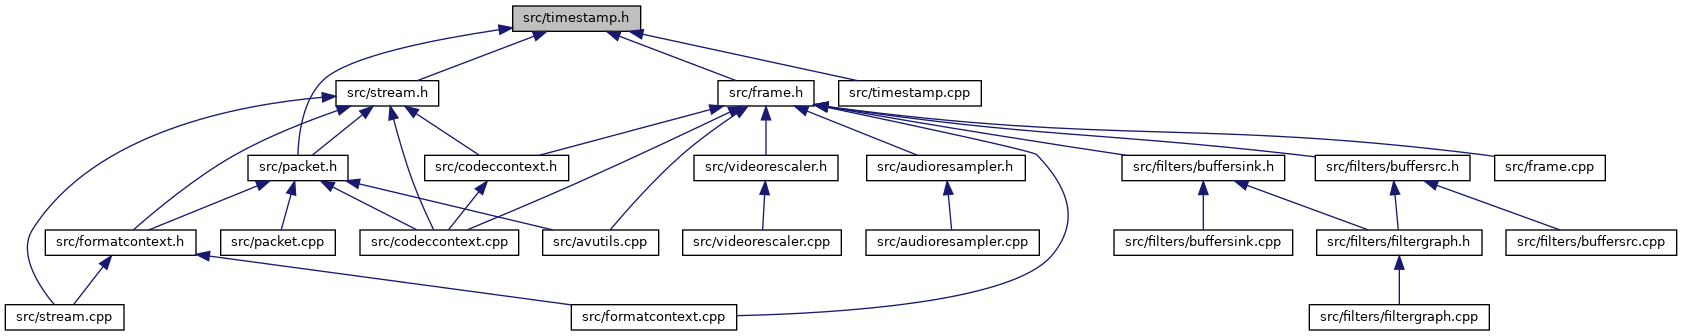 src/timestamp.h
src/stream.h
src/frame.h
src/timestamp.cpp
src/packet.h
src/codeccontext.h
src/videorescaler.h
src/audioresampler.h
src/filters/buffersink.h
src/filters/buffersrc.h
src/frame.cpp
src/formatcontext.h
src/packet.cpp
src/codeccontext.cpp
src/avutils.cpp
src/videorescaler.cpp
src/audioresampler.cpp
src/filters/buffersink.cpp
src/filters/filtergraph.h
src/filters/buffersrc.cpp
src/stream.cpp
src/formatcontext.cpp
src/filters/filtergraph.cpp